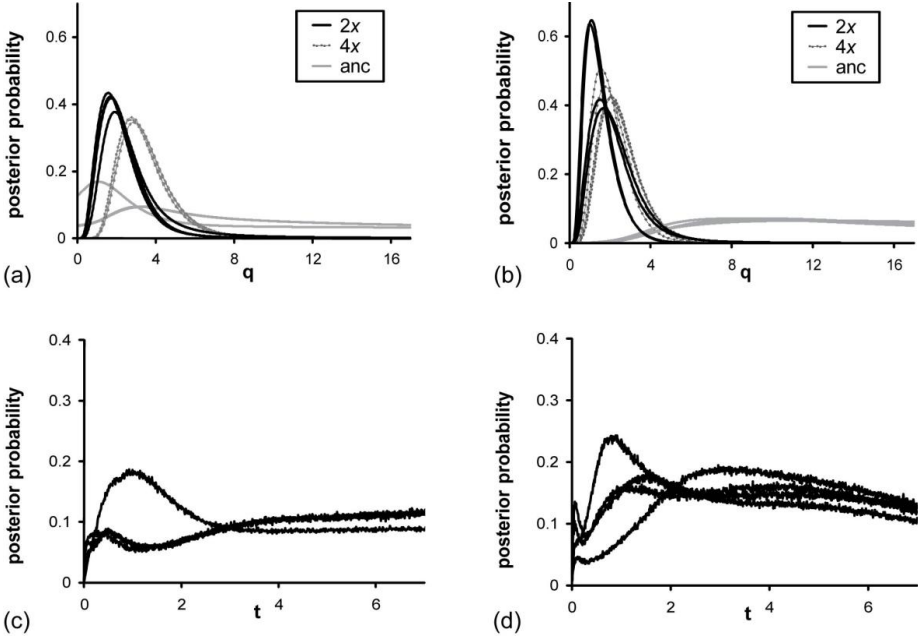 posterior probability
0.6
0.4
0.2
0
0 4 8 12 16
q
2x
4x
anc
(a)
posterior probability
0.6
0.4
0.2
0
0 4 8 12 16
q
2x
4x
anc
(b)
posterior probability
0.4
0.3
0.2
0.1
0
0 2 4 6
t
(c)
posterior probability
0.4
0.3
0.2
0.1
0
0 2 4 6
t
(d)